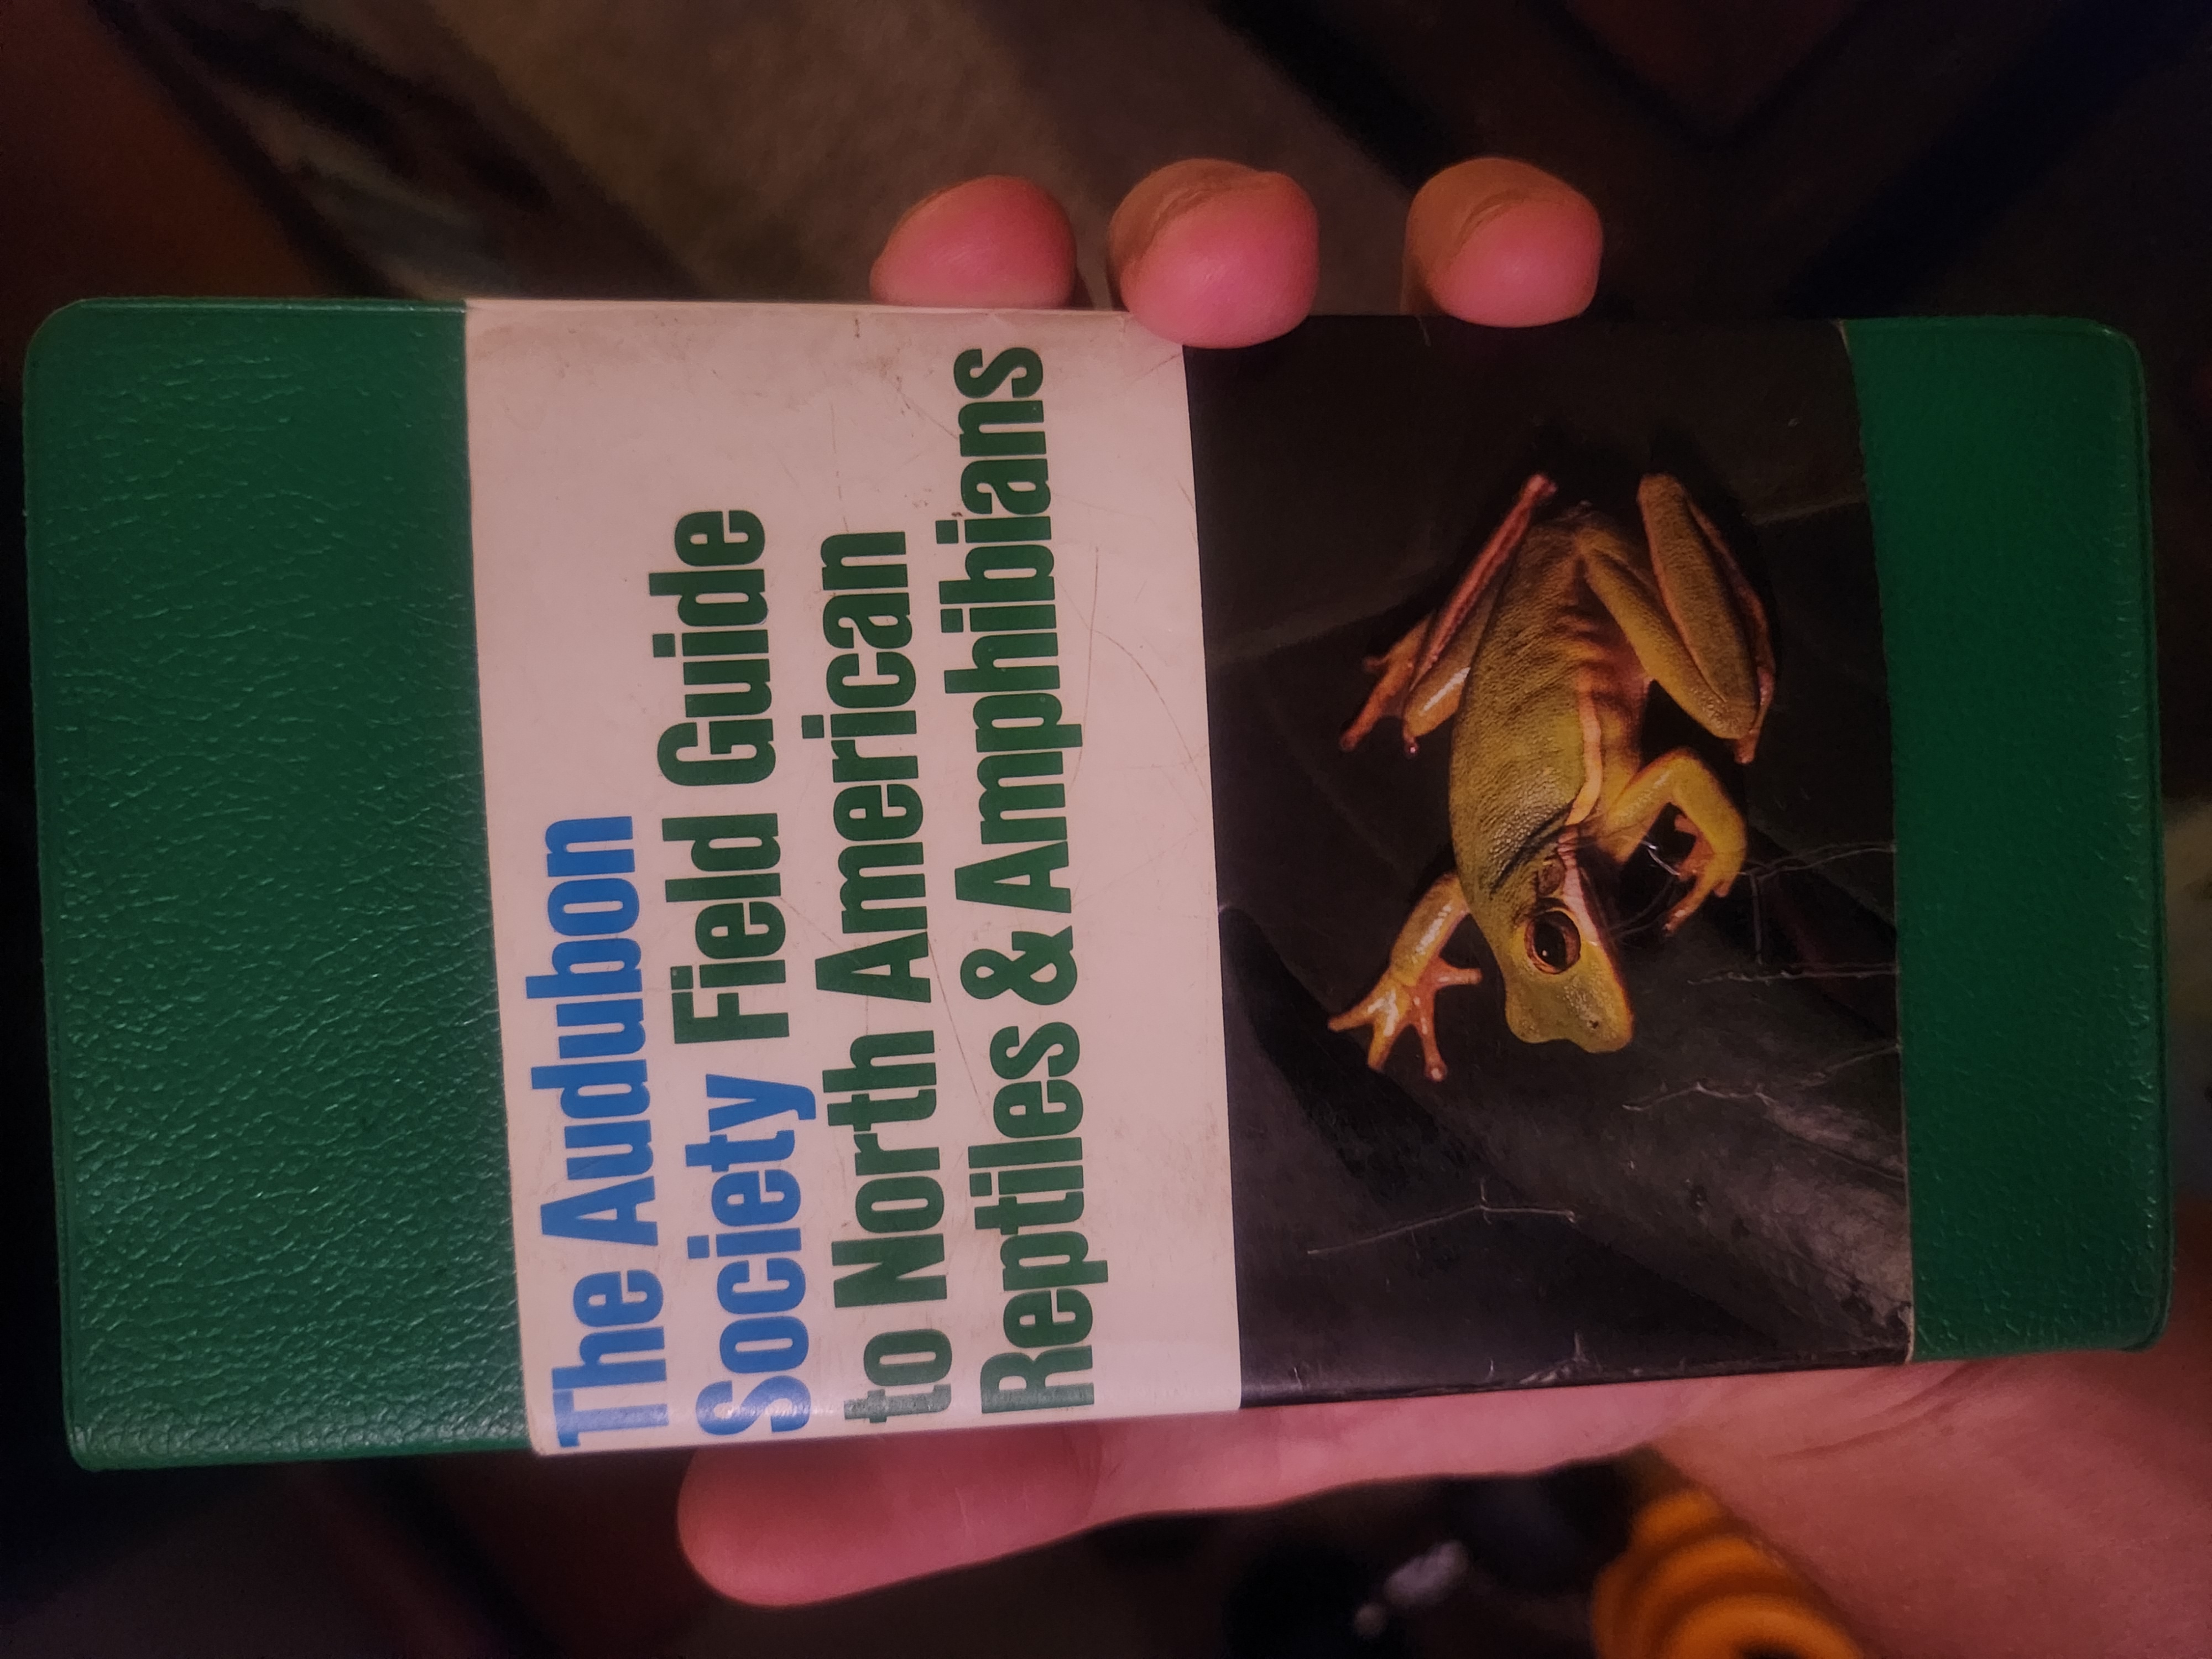 The Audubon
Society Field Guide
to North American
Reptiles & Amphibians